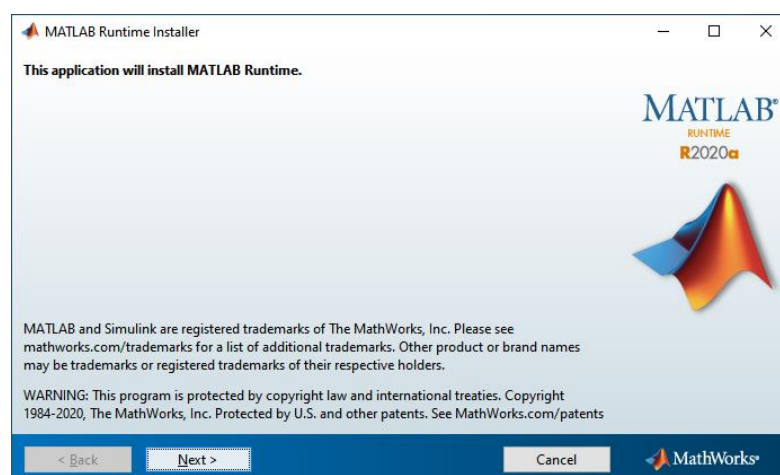 MATLAB Runtime Installer
This application will install MATLAB Runtime.
MATLAB®
RUNTIME
R2020a
MATLAB and Simulink are registered trademarks of The MathWorks, Inc. Please see
mathworks.com/trademarks for a list of additional trademarks. Other product or brand names
may be trademarks or registered trademarks of their respective holders.
WARNING: This program is protected by copyright law and international treaties. Copyright
1984-2020, The MathWorks, Inc. Protected by U.S. and other patents. See MathWorks.com/patents
< Back
Next >
Cancel
MathWorks®